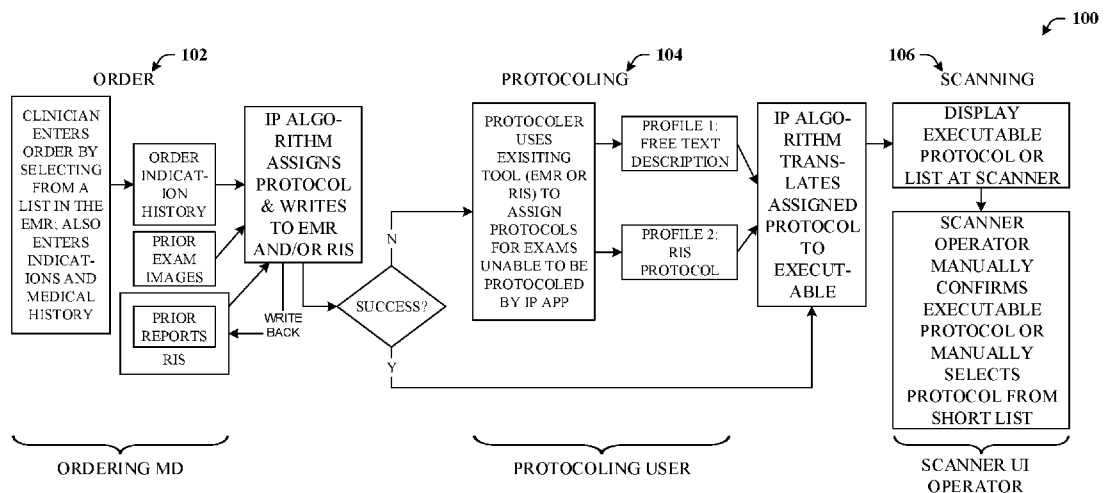 100
102
ORDER
CLINICIAN
ENTERS
ORDER BY
SELECTING
FROM A
LIST IN THE
EMR; ALSO
ENTERS
INDICAT-
IONS AND
MEDICAL
HISTORY
ORDER
INDICAT-
ION
HISTORY
PRIOR
EXAM
IMAGES
PRIOR
REPORTS
RIS
IP ALGO-
RITHM
ASSIGNS
PROTOCOL
& WRITES
TO EMR
AND/OR RIS
WRITE
BACK
SUCCESS?
N
Y
104
PROTOCOLING
PROTOCOLER
USES
EXISITING
TOOL (EMR OR
RIS) TO
ASSIGN
PROTOCOLS
FOR EXAMS
UNABLE TO BE
PROTOCOLED
BY IP APP
PROFILE 1:
FREE TEXT
DESCRIPTION
PROFILE 2:
RIS
PROTOCOL
IP ALGO-
RITHM
TRANS-
LATES
ASSIGNED
PROTOCOL
TO
EXECUT-
ABLE
106
SCANNING
DISPLAY
EXECUTABLE
PROTOCOL OR
LIST AT SCANNER
SCANNER
OPERATOR
MANUALLY
CONFIRMS
EXECUTABLE
PROTOCOL OR
MANUALLY
SELECTS
PROTOCOL FROM
SHORT LIST
ORDERING MD
PROTOCOLING USER
SCANNER UI
OPERATOR